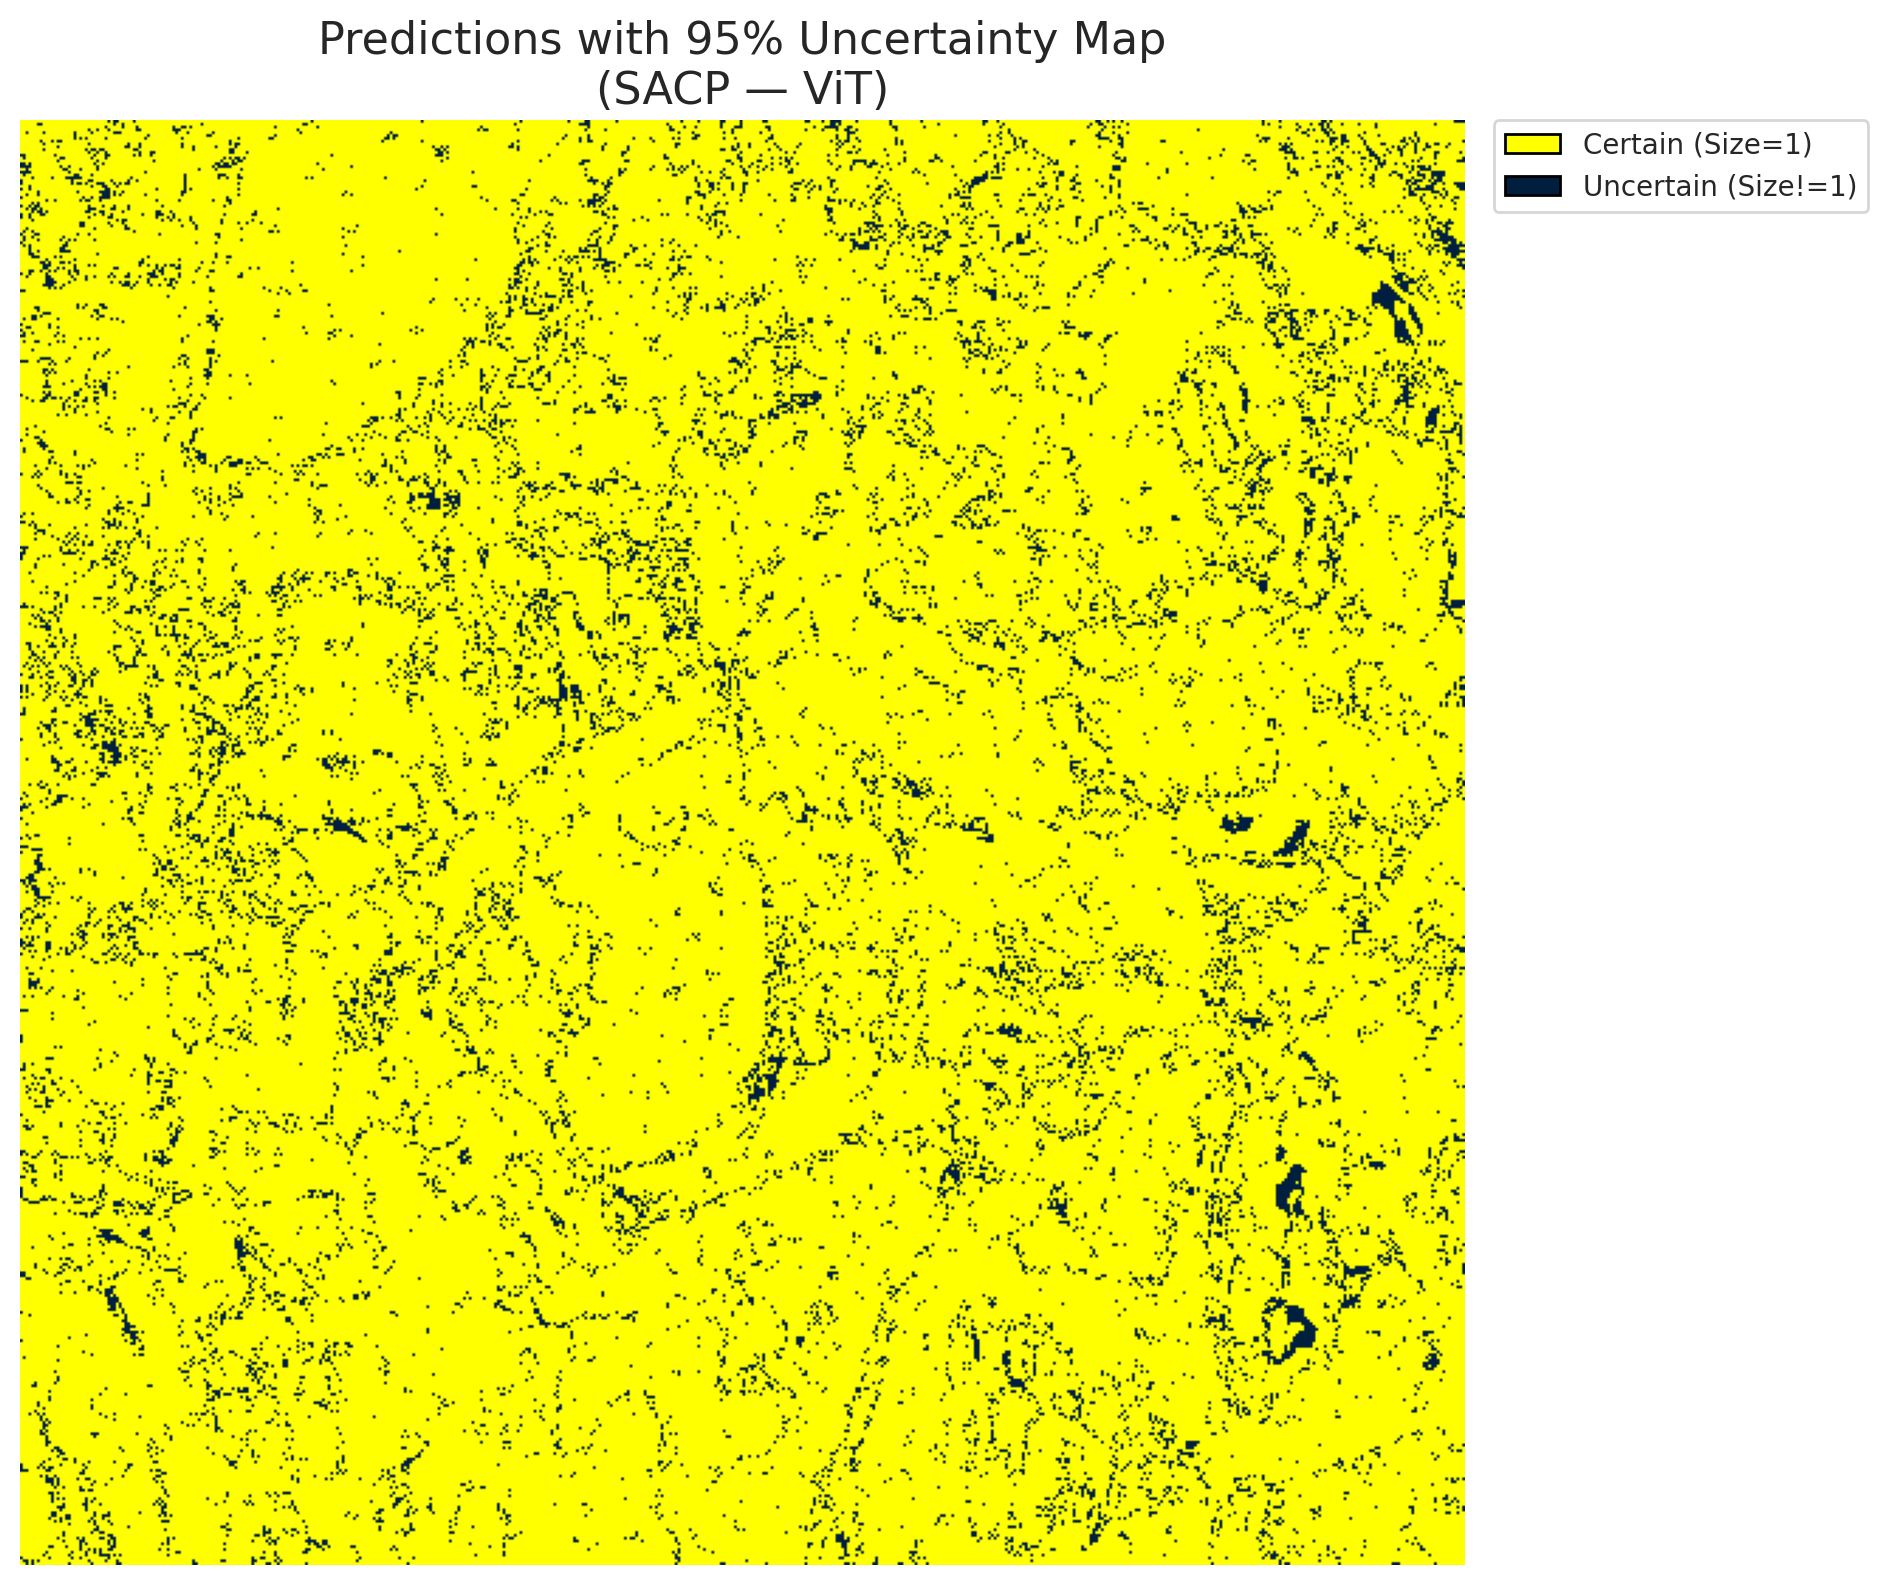 Predictions with 95% Uncertainty Map
(SACP — ViT)
Certain (Size=1)
Uncertain (Size!=1)